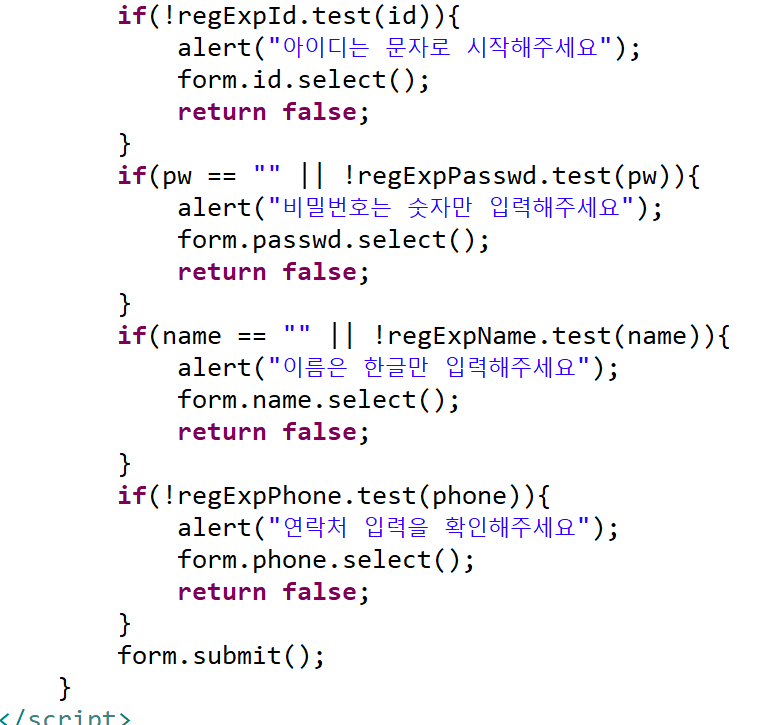 if(!regExpId.test(id)){
alert("아이디는 문자로 시작해주세요");
form.id.select();
return false;
}
if(pw == "" || !regExpPasswd.test(pw)){
alert("비밀번호는 숫자만 입력해주세요");
form.passwd.select();
return false;
}
if(name == "" || !regExpName.test(name)){
alert("이름은 한글만 입력해주세요");
form.name.select();
return false;
}
if(!regExpPhone.test(phone)){
alert("연락처 입력을 확인해주세요");
form.phone.select();
return false;
}
form.submit();
}
</script>